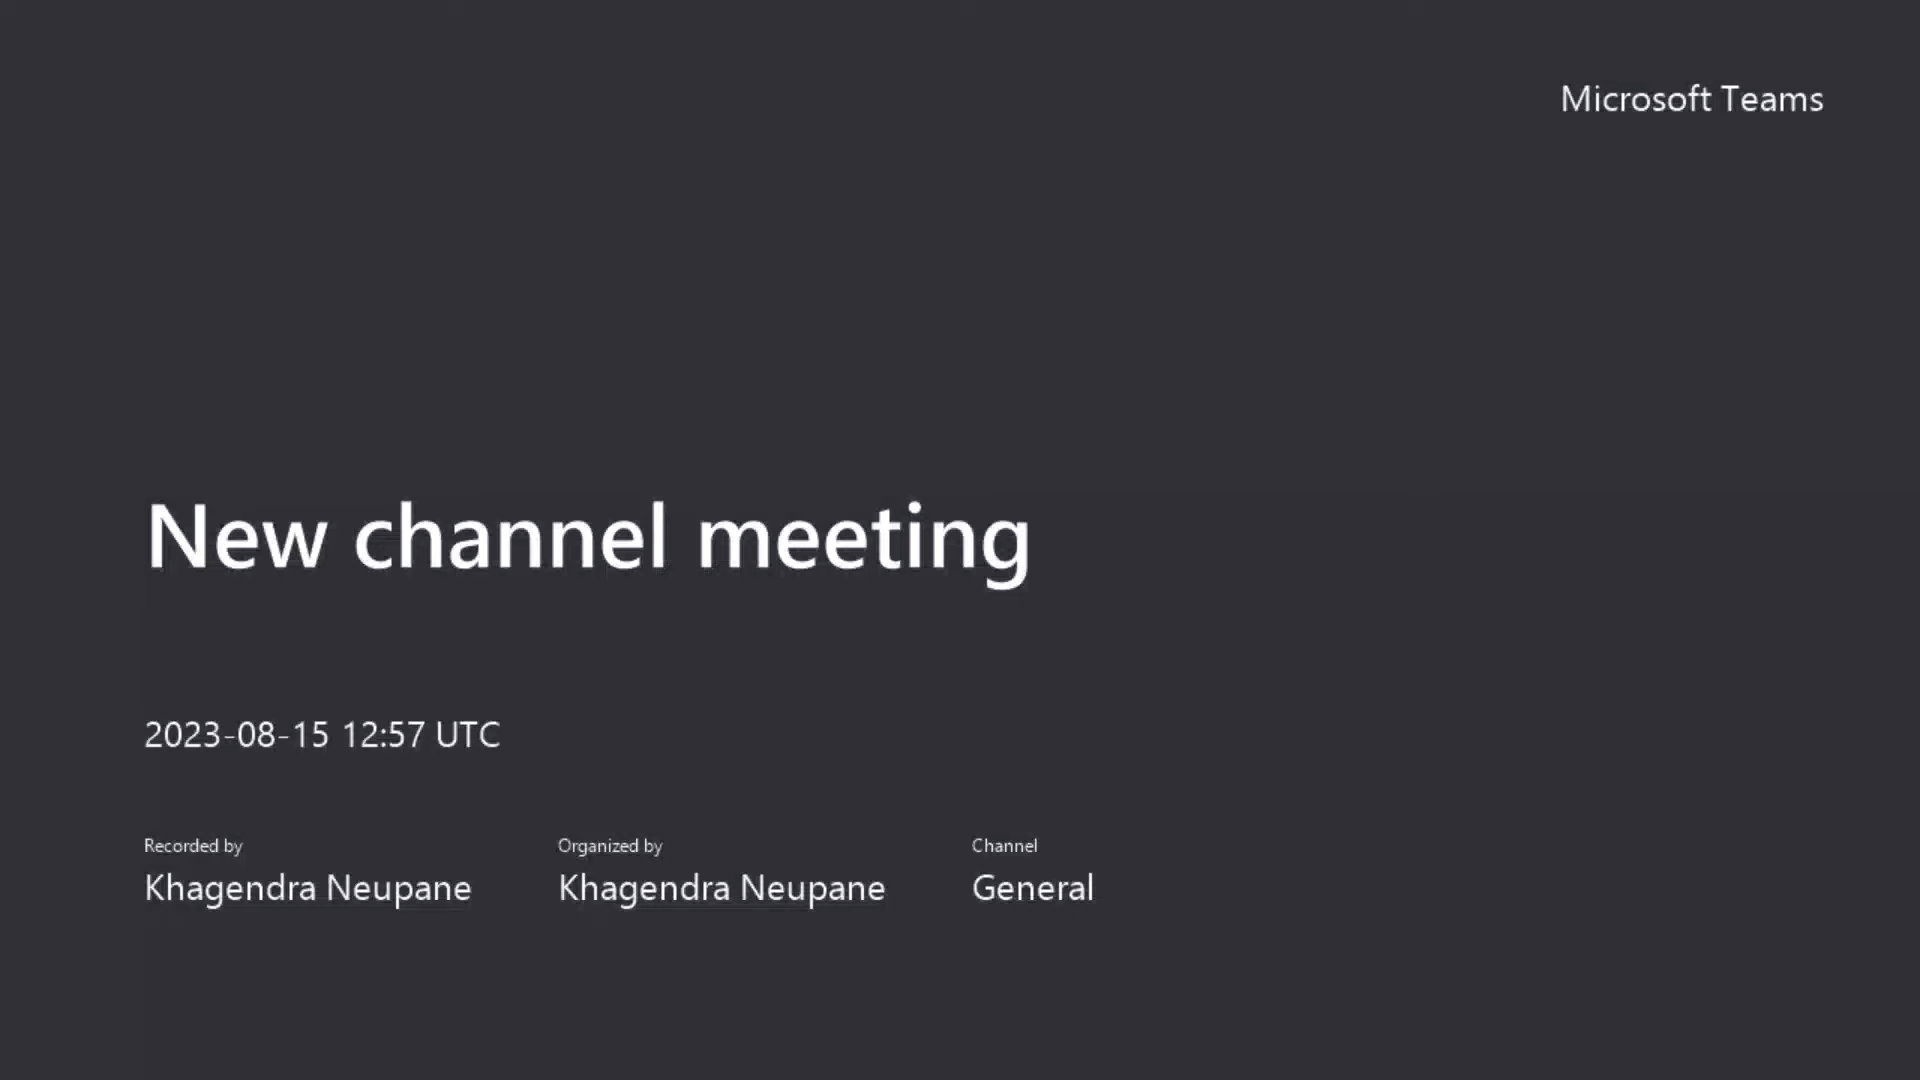 Microsoft Teams
New channel meeting
2023-08-15 12:57 UTC
Recorded by
Khagendra Neupane
Organized by
Khagendra Neupane
Channel
General